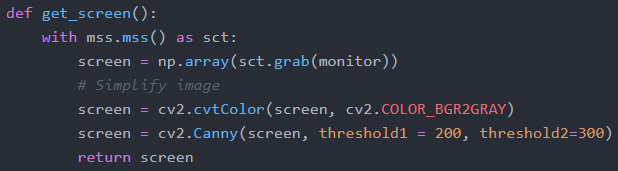 def get_screen():
    with mss.mss() as sct:
        screen = np.array(sct.grab(monitor))
        # Simplify image
        screen = cv2.cvtColor(screen, cv2.COLOR_BGR2GRAY)
        screen = cv2.Canny(screen, threshold1 = 200, threshold2=300)
        return screen